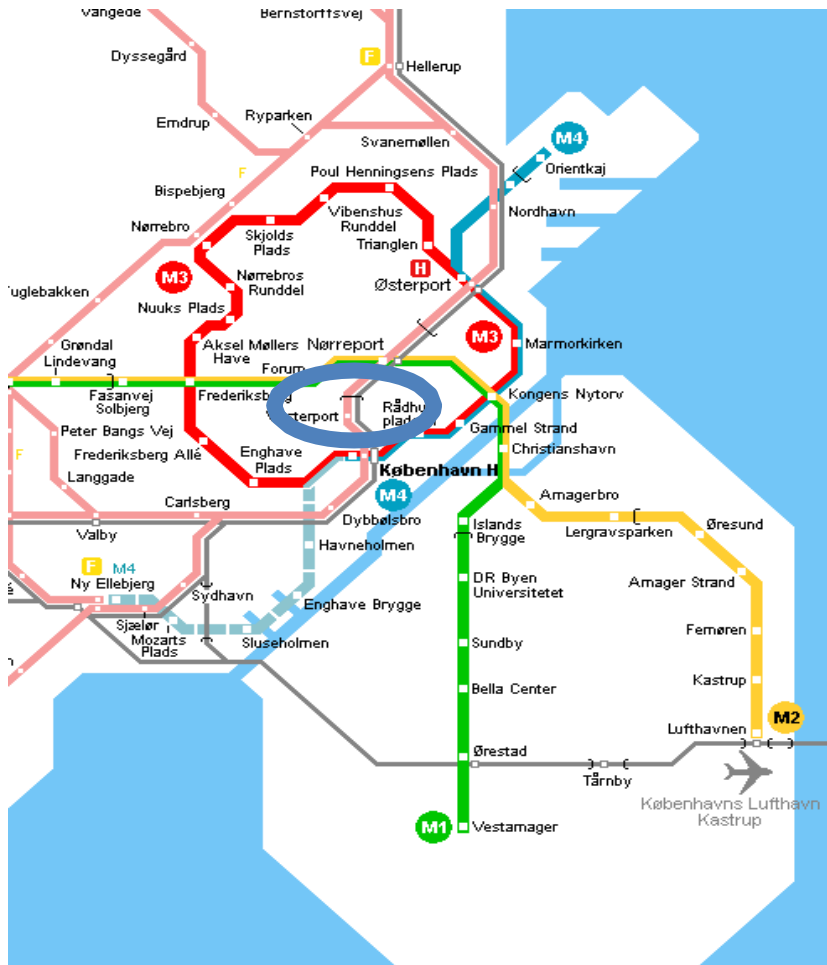 Vangede
Bernstorffsvej
Dyssegård
F
Hellerup
Emdrup
Ryparken
Svanemøllen
M4
Orientkaj
F
Poul Henningsens Plads
Bispebjerg
Nordhavn
Vibenshus
Runddel
Nørrebro
Skjolds
Plads
Trianglen
H
M3
Nørrebros
Runddel
Østerport
Fuglebakken
Nuuks Plads
M3
Grøndal
Lindevang
Aksel Møllers
Have
Nørreport
Marmorkirken
Forum
Fasanvej
Solbjerg
Frederiksberg
Kongens Nytorv
Peter Bangs Vej
Gammel Strand
Frederiksberg Allé
Enghave
Plads
Christianshavn
F
Langgade
København H
Carlsberg
M4
Amagerbro
Valby
Dybbølsbro
Islands
Brygge
Lergravsparken
Øresund
Havneholmen
F
M4
Ny Ellebjerg
DR Byen
Universitetet
Amager Strand
Sydhavn
Enghave Brygge
Sjælør
Mozarts
Plads
Sluseholmen
Sundby
Femøren
Bella Center
Kastrup
M2
Lufthavnen
Ørestad
Tårnby
Københavns Lufthavn
Kastrup
M1
Vestamager